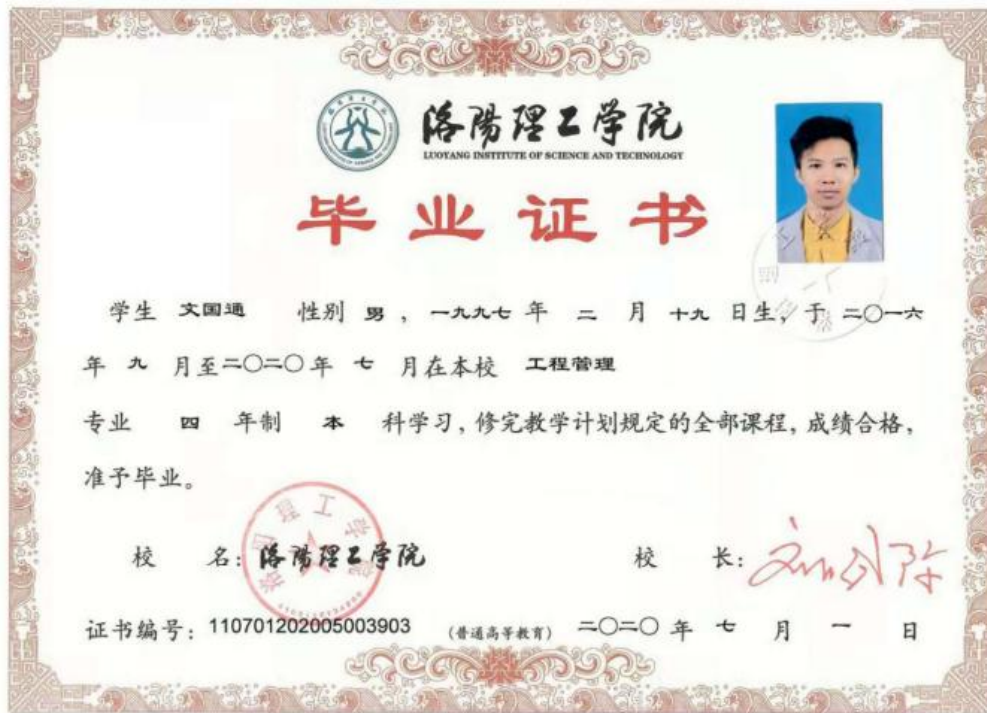 洛陽理工学院
LUOYANG INSTITUTE OF SCIENCE AND TECHNOLOGY
毕业证书
学生 文国通 性别 男 , 一九九七 年 二 月 十九 日生, 于 二〇一六
年 九 月至二〇二〇年 七 月在本校 工程管理
专业 四 年制 本 科学习, 修完教学计划规定的全部课程, 成绩合格,
准予毕业。
校 名: 洛陽理工学院 校 长:
证书编号: 110701202005003903 (普通高等教育) 二〇二〇 年 七 月 一 日